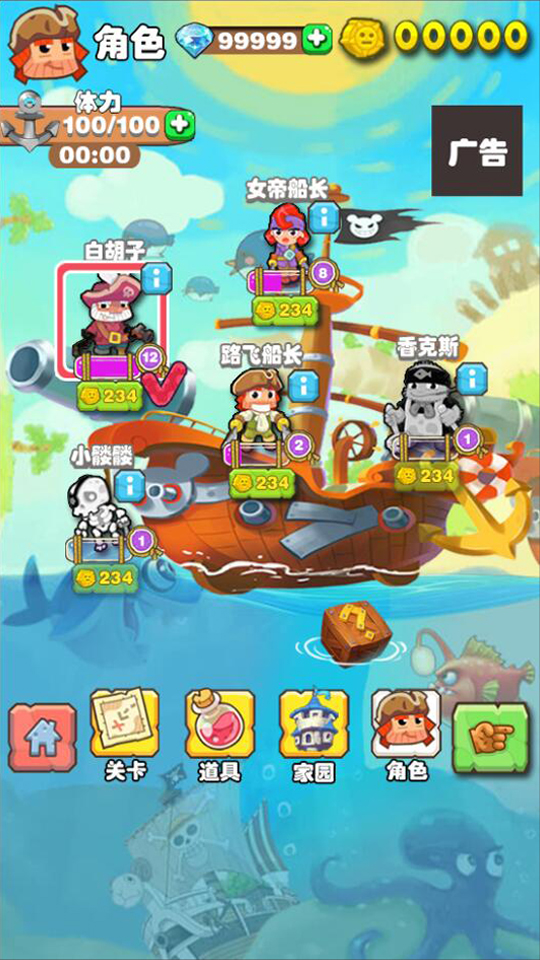 角色
99999
00000
体力
100/100
00:00
广告
女帝船长
8
234
白胡子
12
234
路飞船长
2
234
香克斯
1
234
小骷髅
1
234
关卡
道具
家园
角色